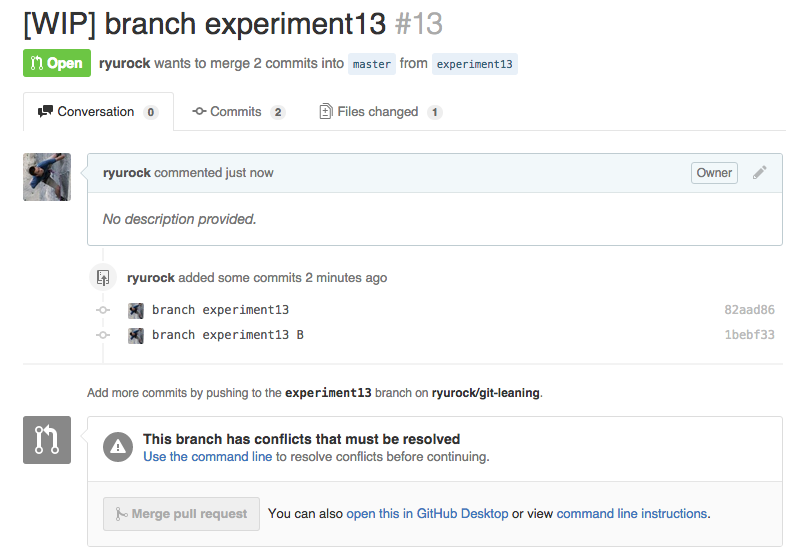 [WIP] branch experiment13 #13
Open ryurock wants to merge 2 commits into master from experiment13
Conversation 0 Commits 2 Files changed 1
ryurock commented just now Owner
No description provided.
ryurock added some commits 2 minutes ago
branch experiment13 82aad86
branch experiment13 B 1bebf33
Add more commits by pushing to the experiment13 branch on ryurock/git-leaning.
This branch has conflicts that must be resolved
Use the command line to resolve conflicts before continuing.
Merge pull request You can also open this in GitHub Desktop or view command line instructions.